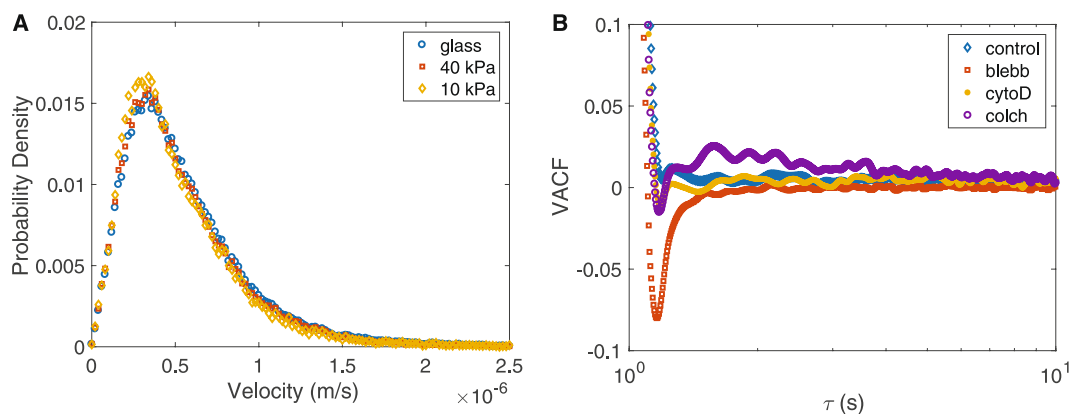 A
0.02
0.015
0.01
0.005
0
Probability Density
glass
40 kPa
10 kPa
0 0.5 1 1.5 2 2.5
Velocity (m/s)
×10⁻⁶
B
0.1
0.05
0
-0.05
-0.1
VACF
control
blebb
cytoD
colch
10⁰ 10¹
τ (s)